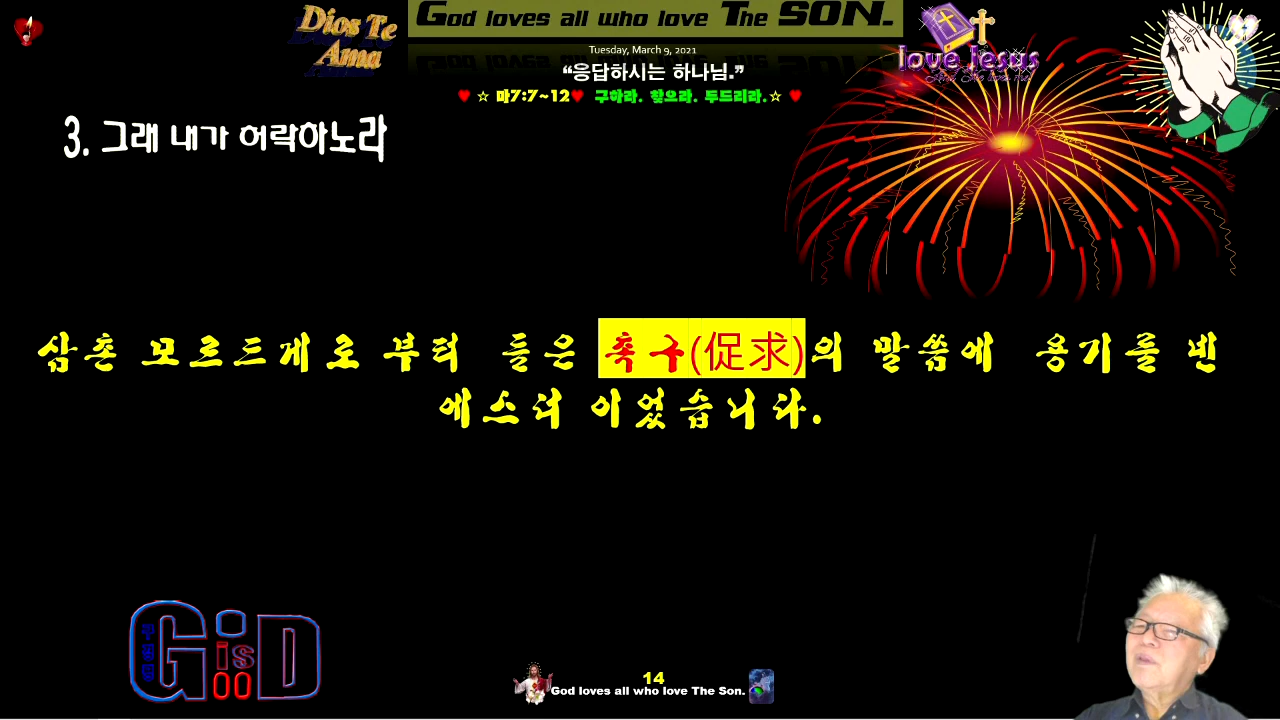 Dios Te
Ama
God loves all who love The SON.
Tuesday, March 9, 2021
“응답하시는 하나님.”
♥ ☆ 마7:7~12♥ 구하라. 찾으라. 두드리라.☆ ♥
love Jesus
3. 그래 내가 허락하노라
삼촌 모르드게로 부터 들은 촉구(促求)의 말씀에 용기를 낸
에스더 이었습니다.
G is D
14
God loves all who love The Son.